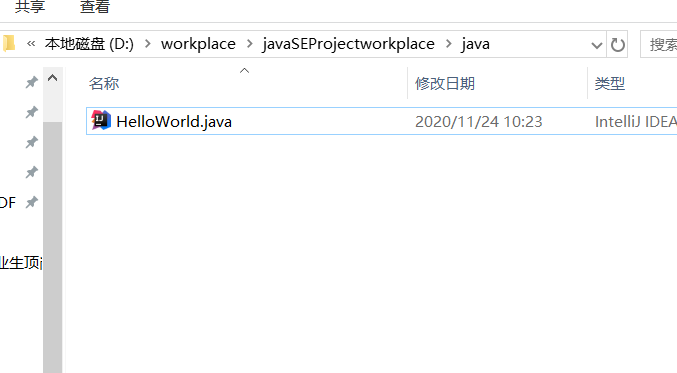 共享 查看
« 本地磁盘 (D:) > workplace > javaSEProjectworkplace > java 搜索
名称 修改日期 类型
HelloWorld.java 2020/11/24 10:23 IntelliJ IDEA
DF
业生顶